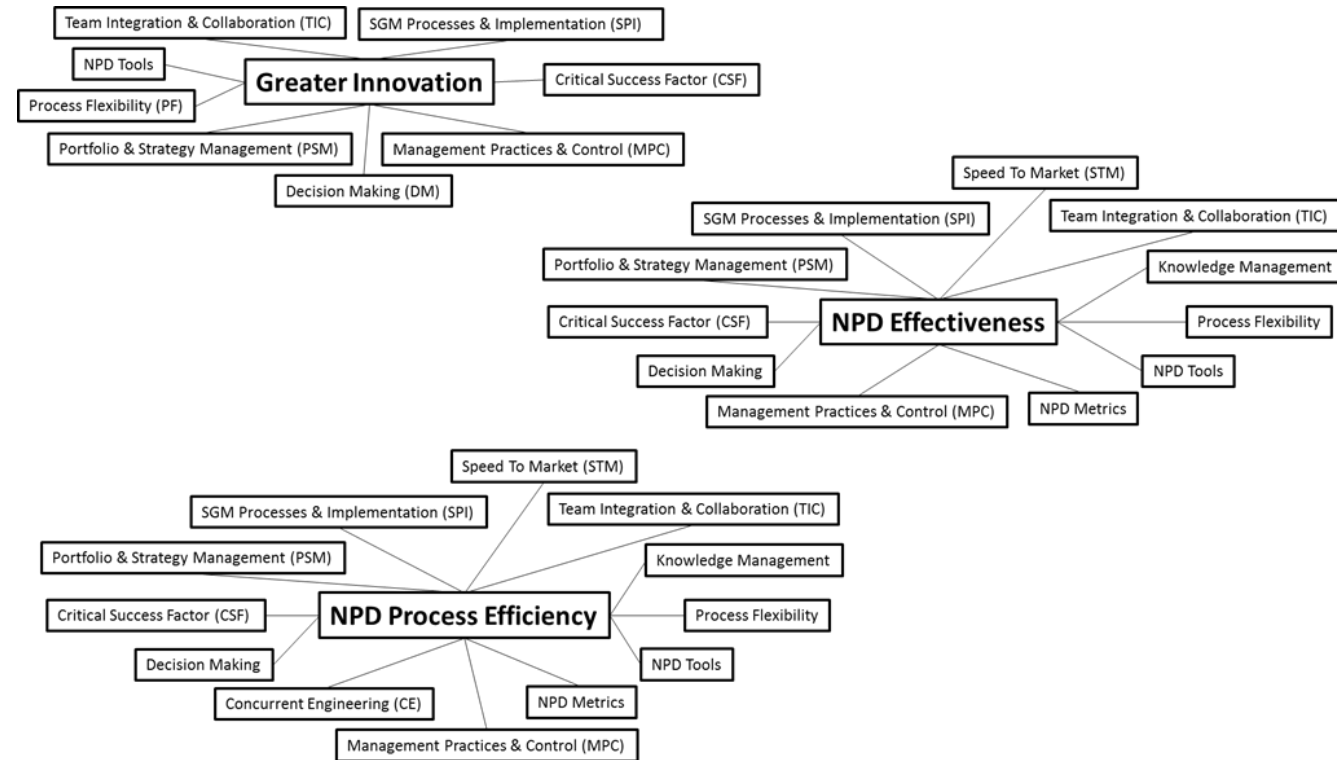 Team Integration & Collaboration (TIC)
SGM Processes & Implementation (SPI)
NPD Tools
Greater Innovation
Critical Success Factor (CSF)
Process Flexibility (PF)
Portfolio & Strategy Management (PSM)
Management Practices & Control (MPC)
Decision Making (DM)
Speed To Market (STM)
SGM Processes & Implementation (SPI)
Team Integration & Collaboration (TIC)
Portfolio & Strategy Management (PSM)
Knowledge Management
Critical Success Factor (CSF)
NPD Effectiveness
Process Flexibility
Decision Making
NPD Tools
Management Practices & Control (MPC)
NPD Metrics
Speed To Market (STM)
SGM Processes & Implementation (SPI)
Team Integration & Collaboration (TIC)
Portfolio & Strategy Management (PSM)
Knowledge Management
Critical Success Factor (CSF)
NPD Process Efficiency
Process Flexibility
Decision Making
NPD Tools
Concurrent Engineering (CE)
NPD Metrics
Management Practices & Control (MPC)